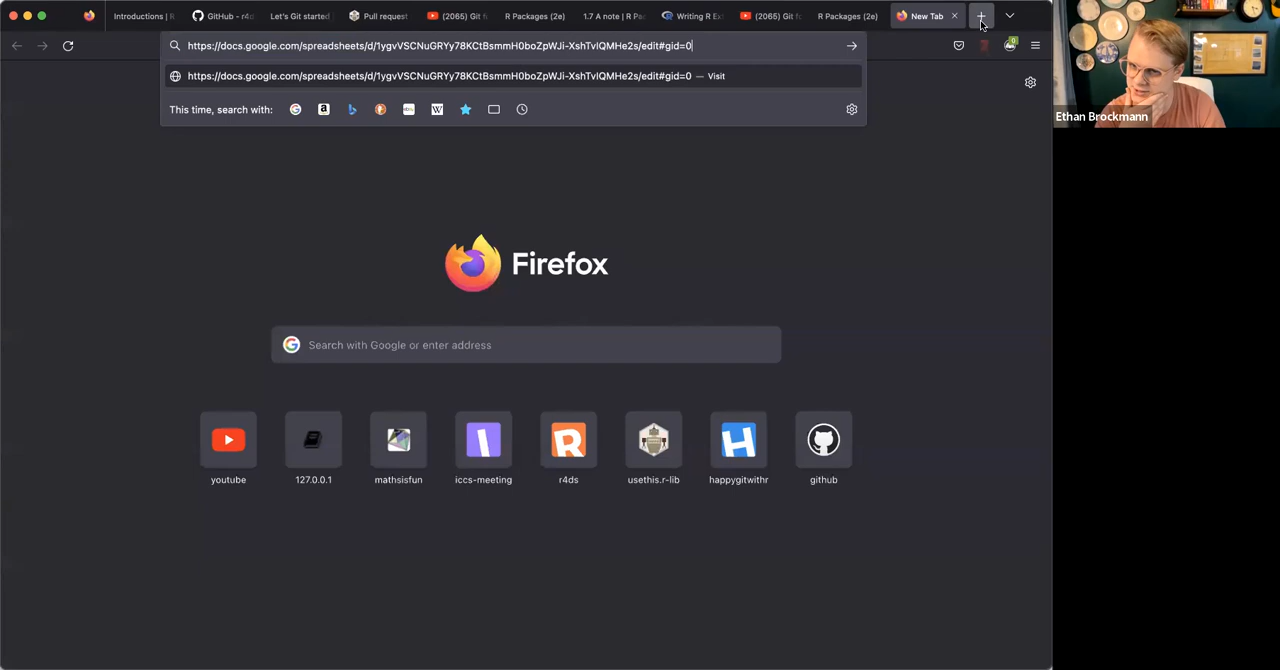 Introductions | R
GitHub - r4d
Let's Git started
Pull request
(2065) Git f
R Packages (2e)
1.7 A note | R Pac
Writing R Ex
(2065) Git fo
R Packages (2e)
New Tab
https://docs.google.com/spreadsheets/d/1ygvVSCNuGRYy78KCtBsmmH0boZpWJi-XshTvlQMHe2s/edit#gid=0
https://docs.google.com/spreadsheets/d/1ygvVSCNuGRYy78KCtBsmmH0boZpWJi-XshTvlQMHe2s/edit#gid=0 — Visit
This time, search with:
Ethan Brockmann
Firefox
Search with Google or enter address
youtube
127.0.0.1
mathsisfun
iccs-meeting
r4ds
usethis.r-lib
happygitwithr
github